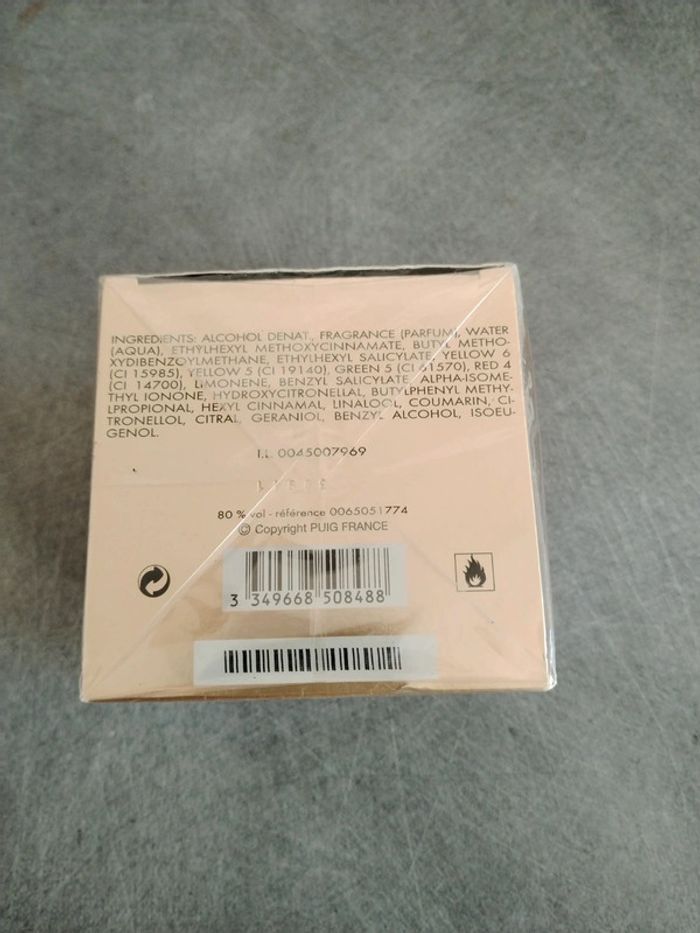 INGREDIENTS: ALCOHOL DENAT., FRAGRANCE (PARFUM), WATER
(AQUA), ETHYLHEXYL METHOXYCINNAMATE, BUTYL METHO-
XYDIBENZOYLMETHANE, ETHYLHEXYL SALICYLATE, YELLOW 6
(CI 15985), YELLOW 5 (CI 19140), GREEN 5 (CI 61570), RED 4
(CI 14700), LIMONENE, BENZYL SALICYLATE, ALPHA-ISOME-
THYL IONONE, HYDROXYCITRONELLAL, BUTYLPHENYL METHY-
LPROPIONAL, HEXYL CINNAMAL, LINALOOL, COUMARIN, CI-
TRONELLOL, CITRAL, GERANIOL, BENZYL ALCOHOL, ISOEU-
GENOL.
I.L 0045007969
80 % vol - référence 0065051774
© Copyright PUIG FRANCE
3 349668 508488